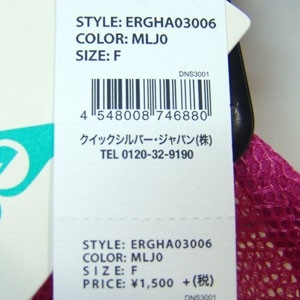 STYLE: ERGHA03006
COLOR: MLJ0
SIZE: F
DNS3001
4 548008 746880
クイックシルバー・ジャパン(株)
TEL 0120-32-9190
STYLE: ERGHA03006
COLOR: MLJ0
SIZE: F
PRICE: ¥1,500 +(税)
DNS3001